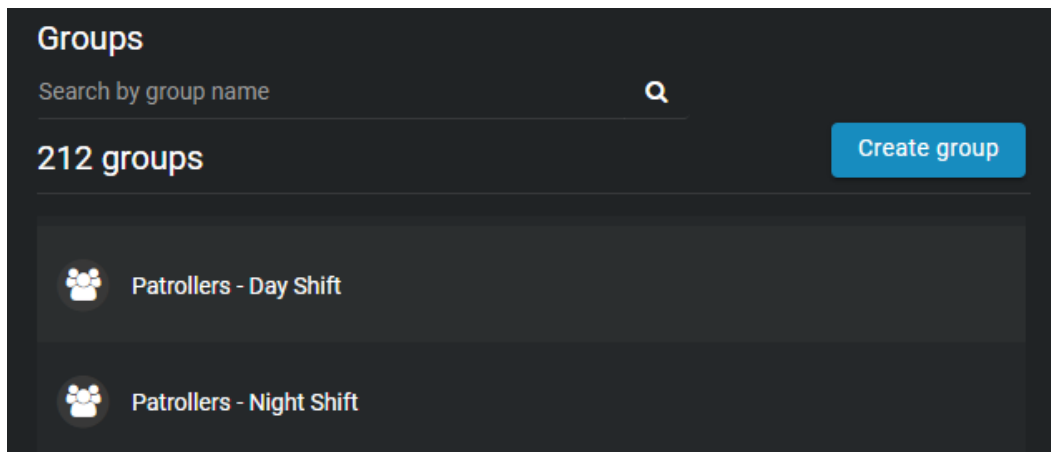 Groups
Search by group name
212 groups
Create group
Patrollers - Day Shift
Patrollers - Night Shift